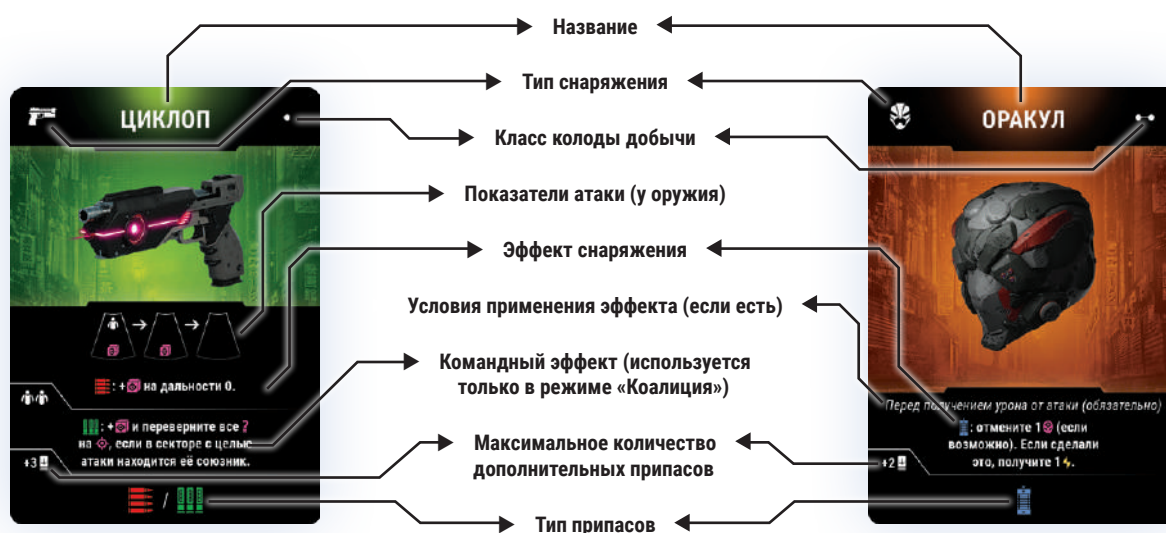 Название
Тип снаряжения
Класс колоды добычи
Показатели атаки (у оружия)
Эффект снаряжения
Условия применения эффекта (если есть)
Командный эффект (используется
только в режиме «Коалиция»)
Максимальное количество
дополнительных припасов
Тип припасов
ЦИКЛОП
: + на дальности 0.
: + и переверните все ?
на , если в секторе с целью
атаки находится её союзник.
+3
/
ОРАКУЛ
Перед получением урона от атаки (обязательно)
: отмените 1 (если
возможно). Если сделали
это, получите 1 .
+2